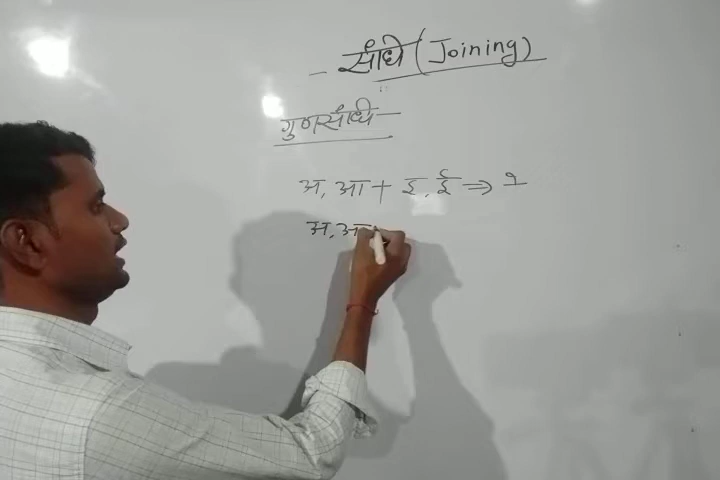 - संधि (Joining)
गुणसंधि-
अ, आ + इ, ई ⇒ 
अ, आ